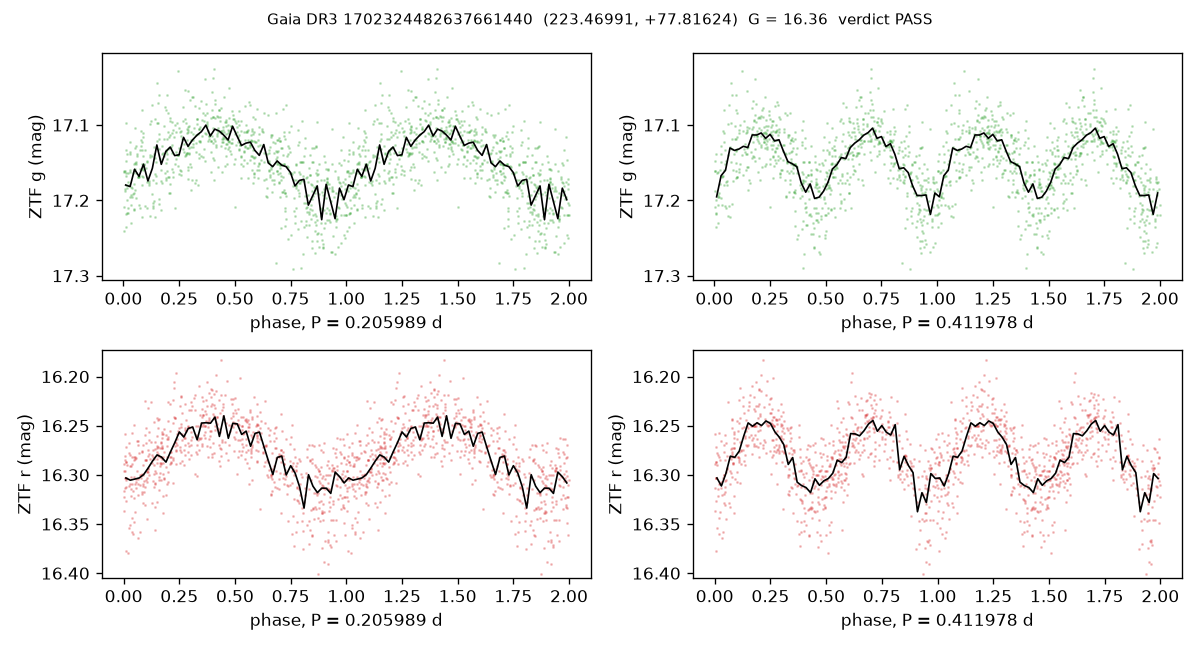 Gaia DR3 1702324482637661440 (223.46991, +77.81624) G = 16.36 verdict PASS
ZTF g (mag)
17.1
17.2
17.3
0.00 0.25 0.50 0.75 1.00 1.25 1.50 1.75 2.00
phase, P = 0.205989 d
ZTF g (mag)
17.1
17.2
17.3
0.00 0.25 0.50 0.75 1.00 1.25 1.50 1.75 2.00
phase, P = 0.411978 d
ZTF r (mag)
16.20
16.25
16.30
16.35
16.40
0.00 0.25 0.50 0.75 1.00 1.25 1.50 1.75 2.00
phase, P = 0.205989 d
ZTF r (mag)
16.20
16.25
16.30
16.35
16.40
0.00 0.25 0.50 0.75 1.00 1.25 1.50 1.75 2.00
phase, P = 0.411978 d